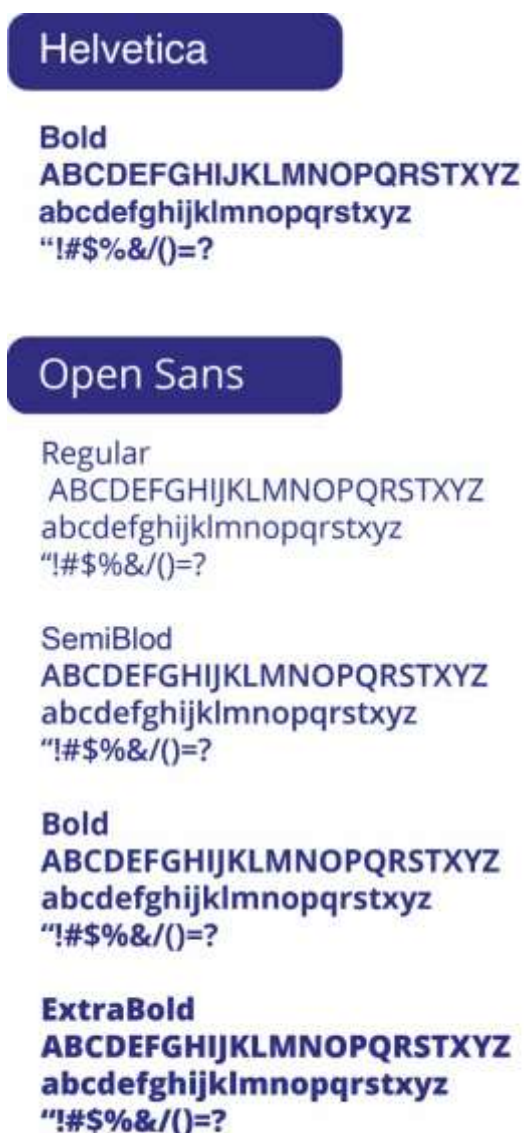 Helvetica
Bold
ABCDEFGHIJKLMNOPQRSTXYZ
abcdefghijklmnopqrstxyz
“!#$%&/()=?
Open Sans
Regular
ABCDEFGHIJKLMNOPQRSTXYZ
abcdefghijklmnopqrstxyz
“!#$%&/()=?
SemiBlod
ABCDEFGHIJKLMNOPQRSTXYZ
abcdefghijklmnopqrstxyz
“!#$%&/()=?
Bold
ABCDEFGHIJKLMNOPQRSTXYZ
abcdefghijklmnopqrstxyz
“!#$%&/()=?
ExtraBold
ABCDEFGHIJKLMNOPQRSTXYZ
abcdefghijklmnopqrstxyz
“!#$%&/()=?